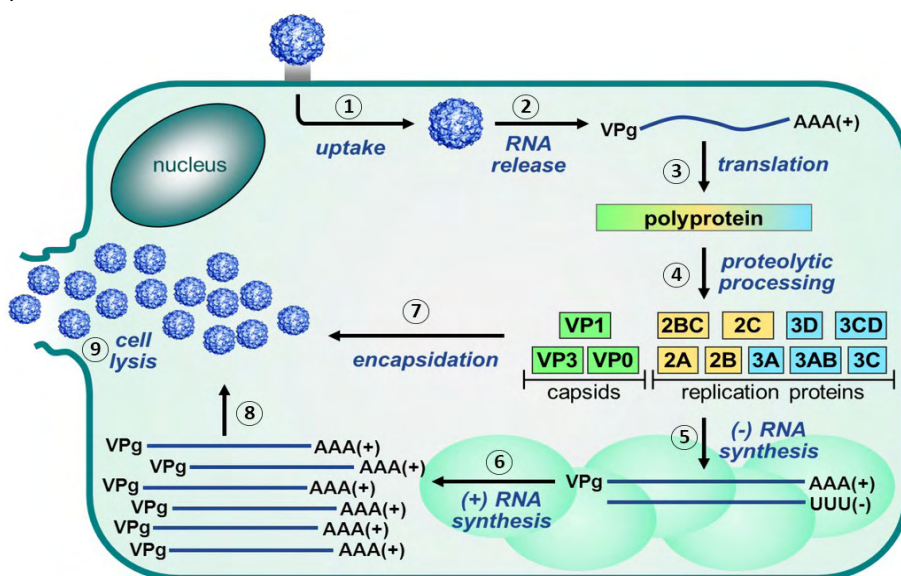 ①
uptake
②
RNA
release
VPg
AAA(+)
nucleus
③
translation
polyprotein
④
proteolytic
processing
⑦
encapsidation
VP1
VP3 VP0
capsids
2BC 2C 3D 3CD
2A 2B 3A 3AB 3C
replication proteins
⑨ cell
lysis
⑤
(-) RNA
synthesis
VPg AAA(+)
UUU(-)
⑥
(+) RNA
synthesis
⑧
VPg AAA(+)
VPg AAA(+)
VPg AAA(+)
VPg AAA(+)
VPg AAA(+)
VPg AAA(+)